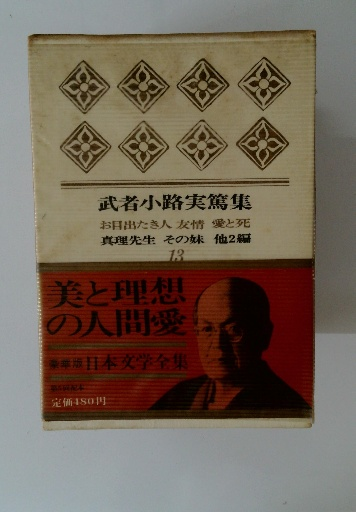 武者小路実篤集
お目出たき人 友情 愛と死
真理先生 その妹 他2編
13
美と理想
の人間愛
豪華版 日本文学全集
定価480円